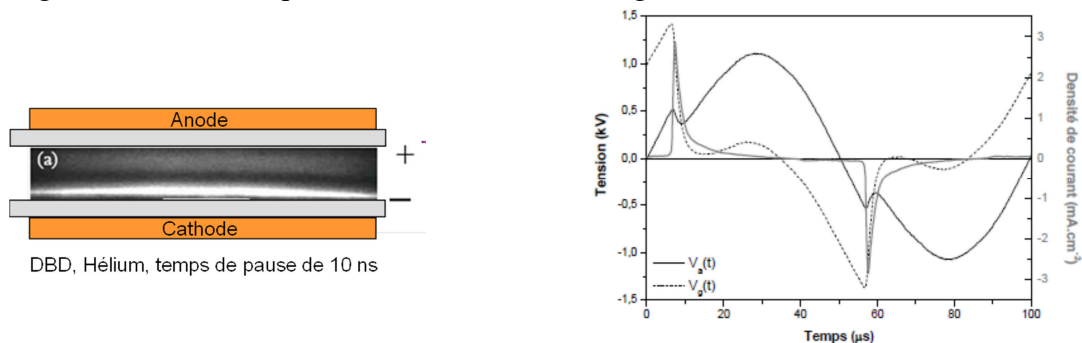 Anode
(a)
+
-
Cathode
DBD, Hélium, temps de pause de 10 ns
1,5
1,0
0,5
0,0
-0,5
-1,0
-1,5
Tension (kV)
3
2
1
0
-1
-2
-3
Densité de courant (mA.cm⁻²)
Vₐ(t)
V_g(t)
0 20 40 60 80 100
Temps (µs)